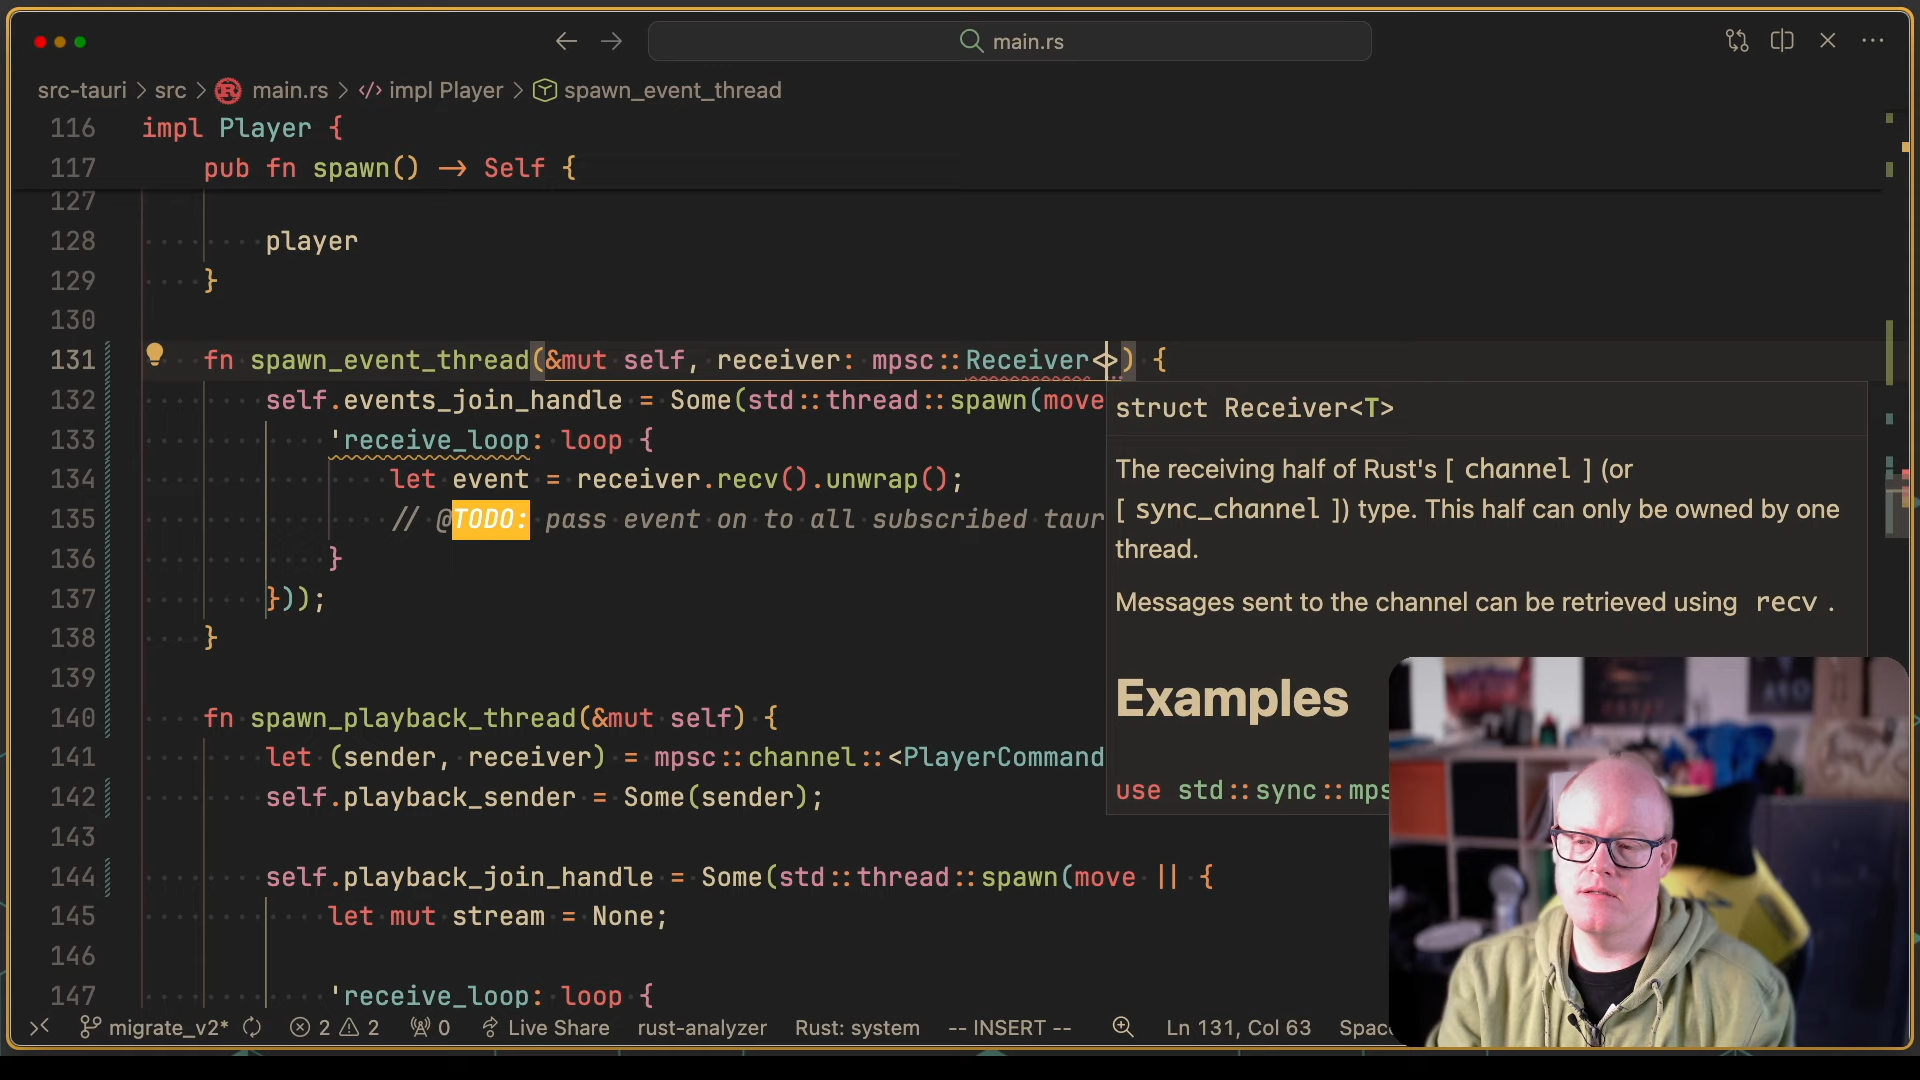 main.rs
src-tauri > src > main.rs > impl Player > spawn_event_thread
116 impl Player {
117 pub fn spawn() -> Self {
127
128 player
129 }
130
131 fn spawn_event_thread(&mut self, receiver: mpsc::Receiver<>) {
132 self.events_join_handle = Some(std::thread::spawn(move
133 'receive_loop: loop {
134 let event = receiver.recv().unwrap();
135 // @TODO: pass event on to all subscribed taur
136 }
137 }));
138 }
139
140 fn spawn_playback_thread(&mut self) {
141 let (sender, receiver) = mpsc::channel::<PlayerCommand
142 self.playback_sender = Some(sender);
143
144 self.playback_join_handle = Some(std::thread::spawn(move || {
145 let mut stream = None;
146
147 'receive_loop: loop {
struct Receiver<T>
The receiving half of Rust's [ channel ] (or
[ sync_channel ]) type. This half can only be owned by one
thread.
Messages sent to the channel can be retrieved using recv .
Examples
use std::sync::mps
migrate_v2* 2 2 0 Live Share rust-analyzer Rust: system -- INSERT -- Ln 131, Col 63 Spac